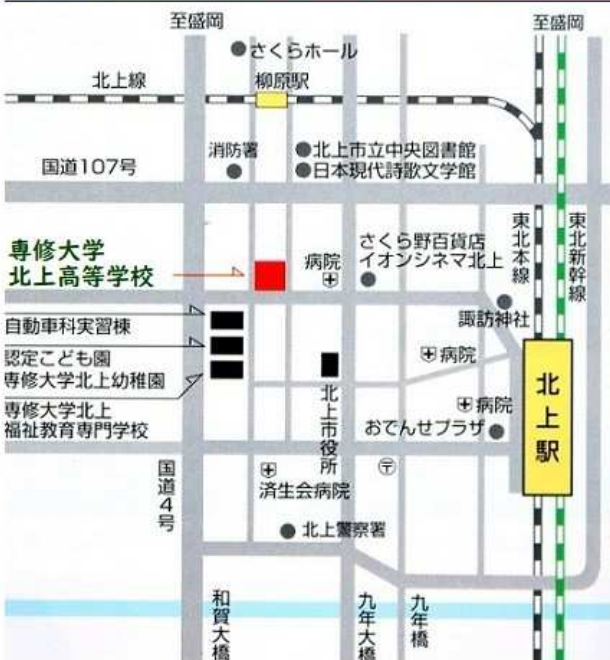 至盛岡
至盛岡
さくらホール
北上線
柳原駅
消防署
北上市立中央図書館
日本現代詩歌文学館
国道107号
専修大学
北上高等学校
病院
さくら野百貨店
イオンシネマ北上
東北本線
東北新幹線
諏訪神社
自動車科実習棟
認定こども園
専修大学北上幼稚園
専修大学北上
福祉教育専門学校
病院
病院
北上市役所
おでんせプラザ
北上駅
国道4号
済生会病院
〒
北上警察署
和賀大橋
九年大橋
九年橋